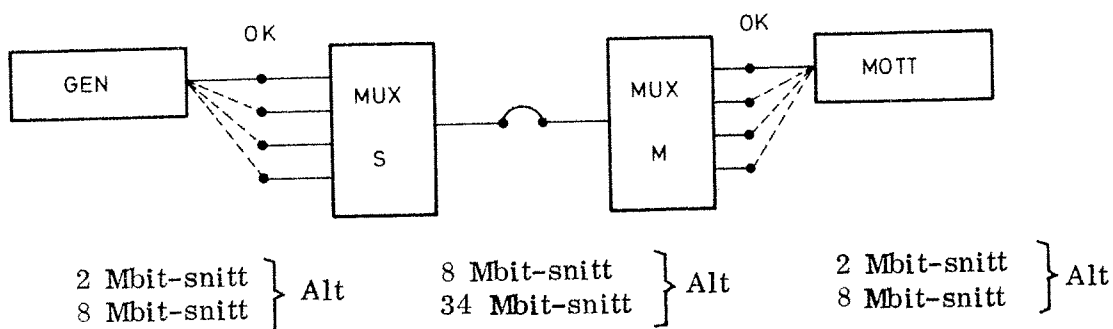 OK OK
GEN MUX MUX MOTT
S M
2 Mbit-snitt 8 Mbit-snitt 2 Mbit-snitt
Alt Alt Alt
8 Mbit-snitt 34 Mbit-snitt 8 Mbit-snitt